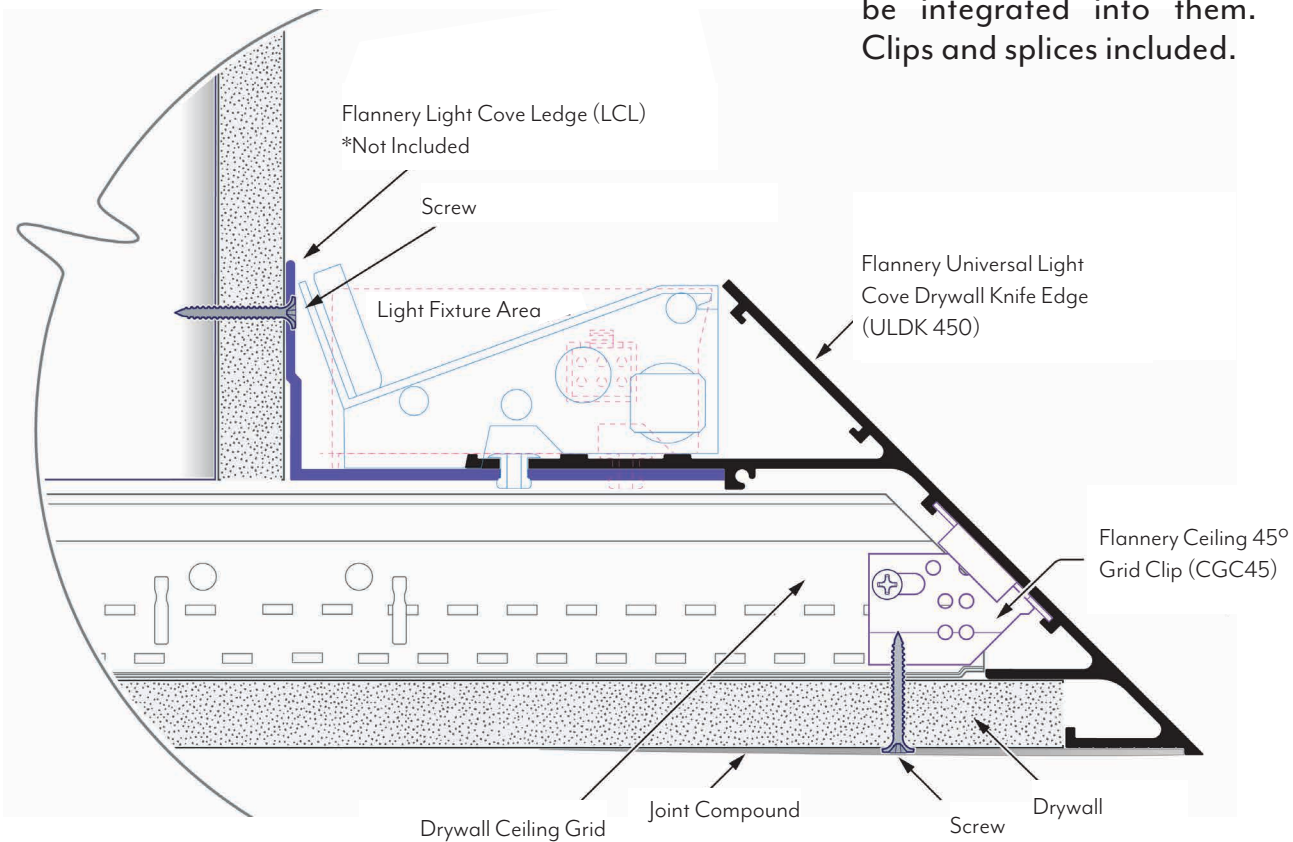 be integrated into them.
Clips and splices included.
Flannery Light Cove Ledge (LCL)
*Not Included
Screw
Light Fixture Area
Flannery Universal Light
Cove Drywall Knife Edge
(ULDK 450)
Flannery Ceiling 45º
Grid Clip (CGC45)
Drywall Ceiling Grid
Joint Compound
Screw
Drywall